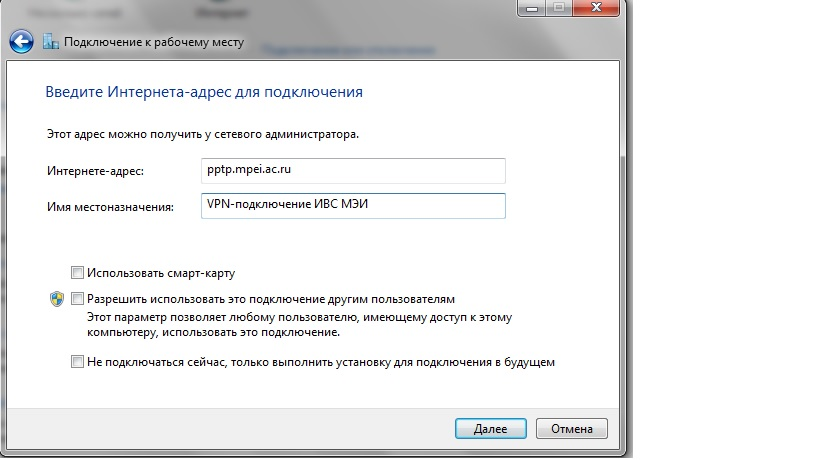 Интернет
Подключение к рабочему месту
Введите Интернета-адрес для подключения
Этот адрес можно получить у сетевого администратора.
Интернете-адрес: pptp.mpei.ac.ru
Имя местоназначения: VPN-подключение ИВС МЭИ
Использовать смарт-карту
Разрешить использовать это подключение другим пользователям
Этот параметр позволяет любому пользователю, имеющему доступ к этому
компьютеру, использовать это подключение.
Не подключаться сейчас, только выполнить установку для подключения в будущем
Далее Отмена